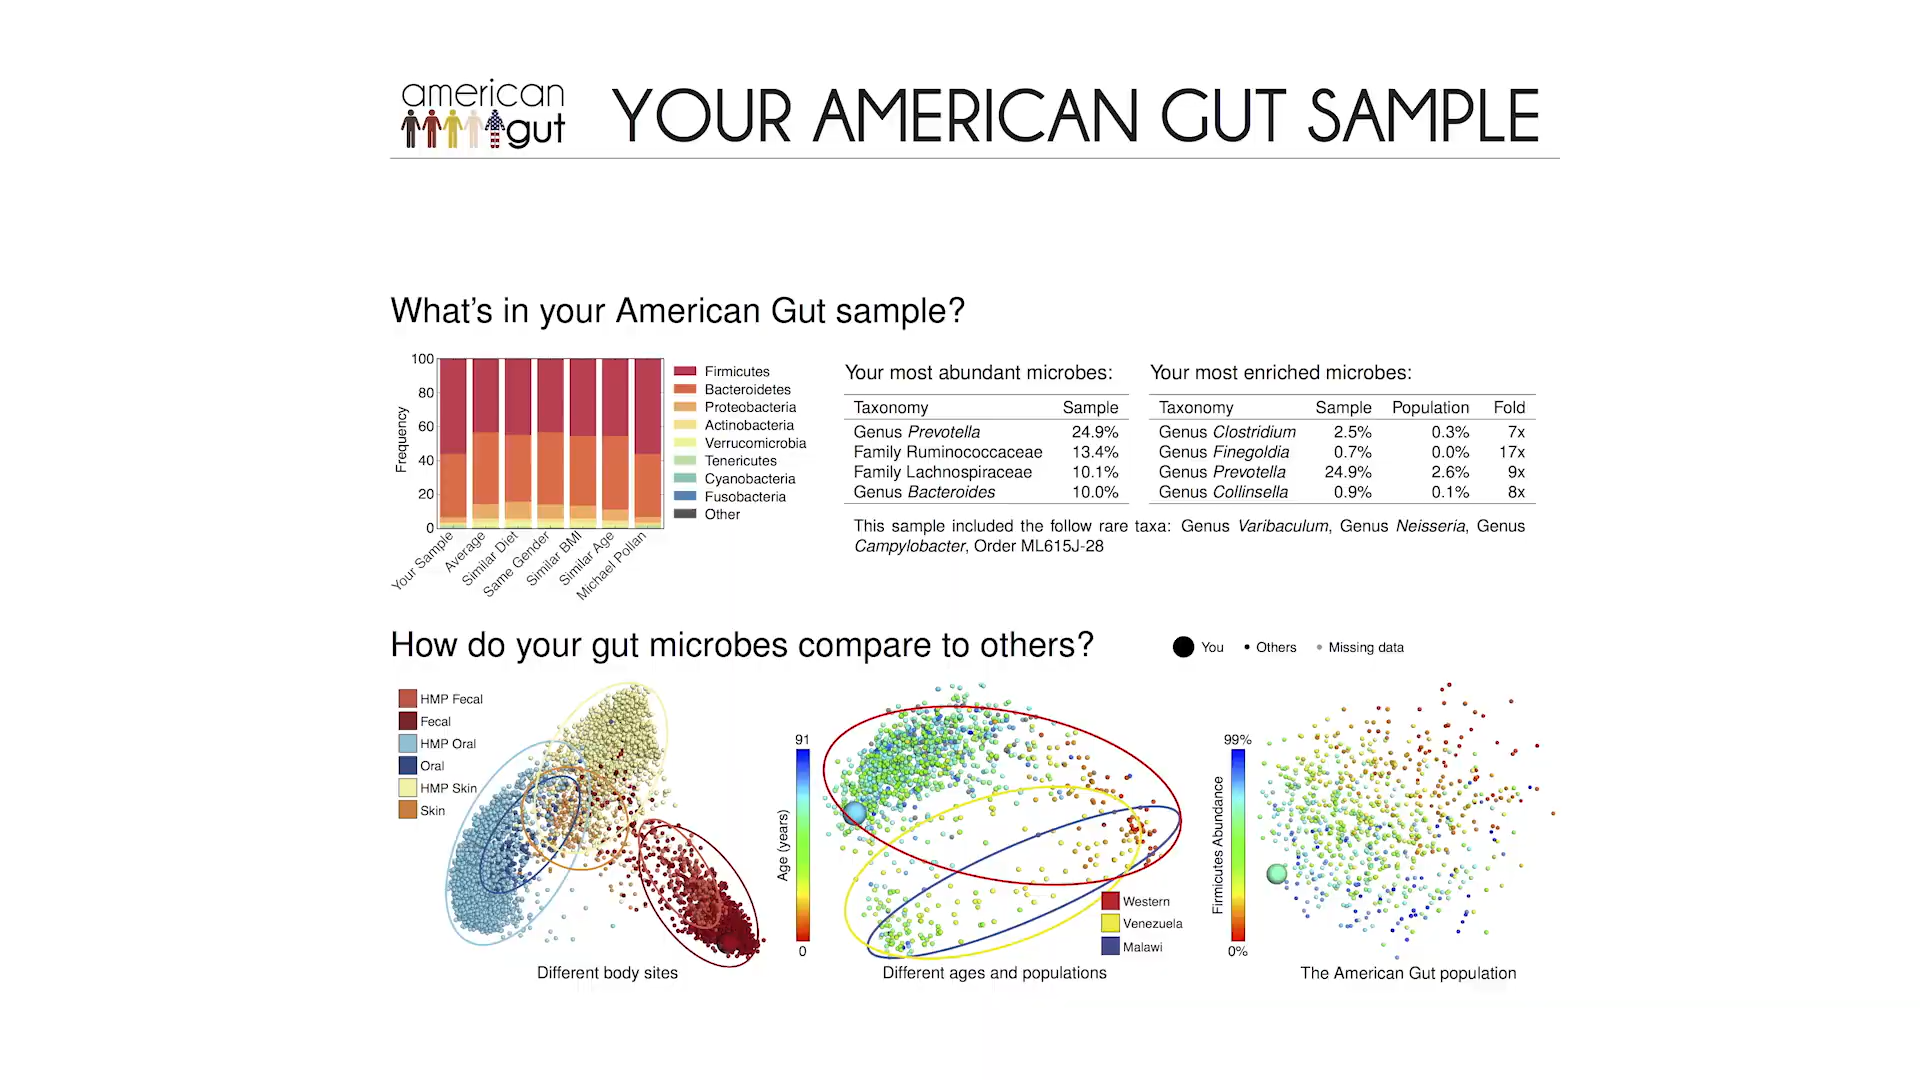 american
gut
YOUR AMERICAN GUT SAMPLE
What's in your American Gut sample?
100
80
60
40
20
0
Frequency
Your Sample
Average
Similar Diet
Same Gender
Similar BMI
Similar Age
Michael Pollan
Firmicutes
Bacteroidetes
Proteobacteria
Actinobacteria
Verrucomicrobia
Tenericutes
Cyanobacteria
Fusobacteria
Other
Your most abundant microbes:
Taxonomy Sample
Genus Prevotella 24.9%
Family Ruminococcaceae 13.4%
Family Lachnospiraceae 10.1%
Genus Bacteroides 10.0%
Your most enriched microbes:
Taxonomy Sample Population Fold
Genus Clostridium 2.5% 0.3% 7x
Genus Finegoldia 0.7% 0.0% 17x
Genus Prevotella 24.9% 2.6% 9x
Genus Collinsella 0.9% 0.1% 8x
This sample included the follow rare taxa: Genus Varibaculum, Genus Neisseria, Genus
Campylobacter, Order ML615J-28
How do your gut microbes compare to others?
You Others Missing data
HMP Fecal
Fecal
HMP Oral
Oral
HMP Skin
Skin
Different body sites
91
Age (years)
0
Western
Venezuela
Malawi
Different ages and populations
99%
Firmicutes Abundance
0%
The American Gut population